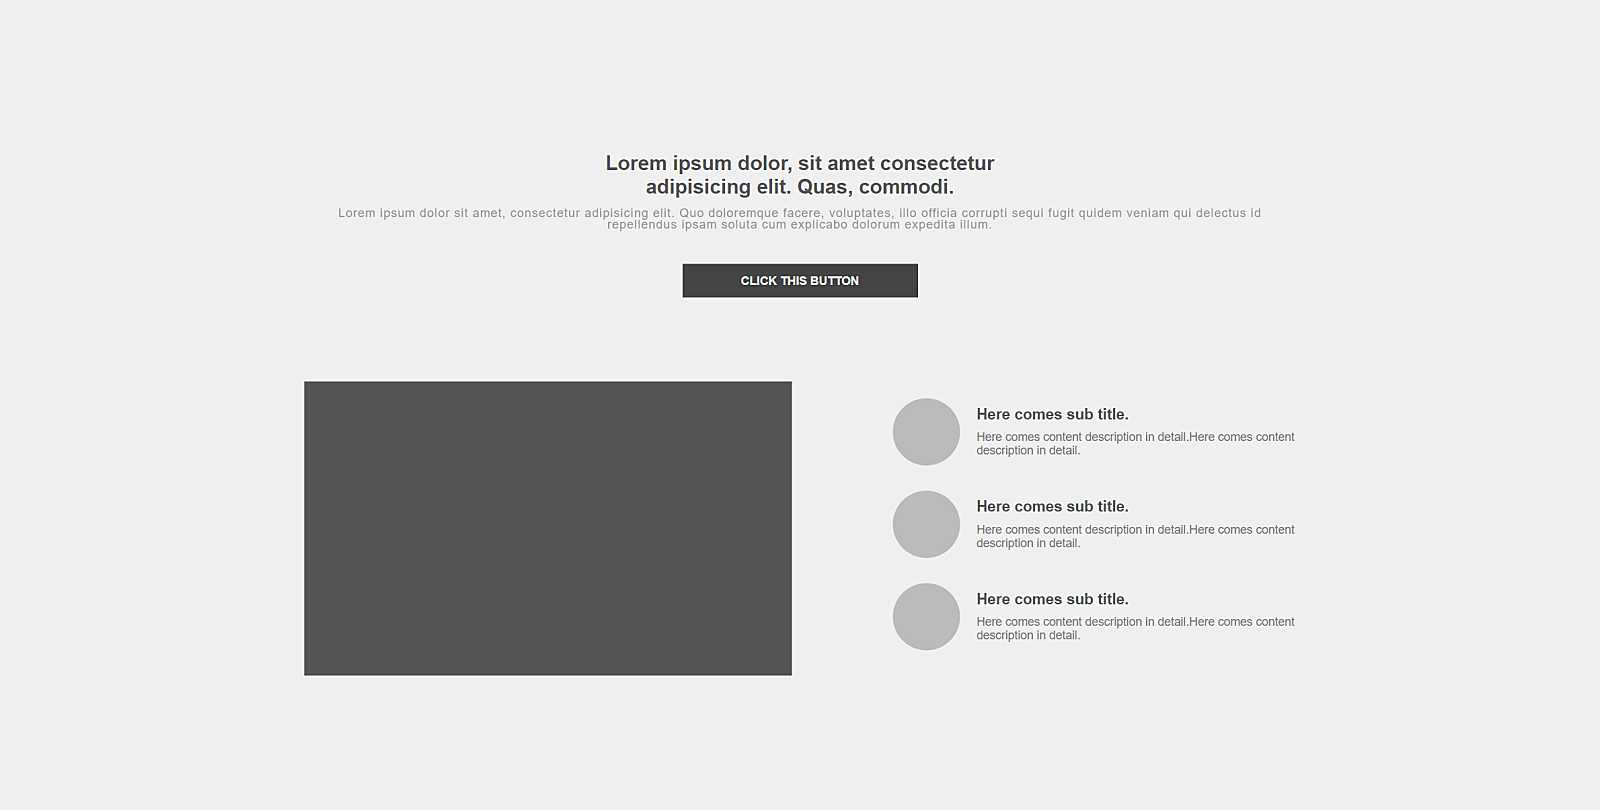 Lorem ipsum dolor, sit amet consectetur
adipisicing elit. Quas, commodi.
Lorem ipsum dolor sit amet, consectetur adipisicing elit. Quo doloremque facere, voluptates, illo officia corrupti sequi fugit quidem veniam qui delectus id
repellendus ipsam soluta cum explicabo dolorum expedita illum.
CLICK THIS BUTTON
Here comes sub title.
Here comes content description in detail.Here comes content
description in detail.
Here comes sub title.
Here comes content description in detail.Here comes content
description in detail.
Here comes sub title.
Here comes content description in detail.Here comes content
description in detail.